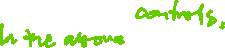 controls,
in the above